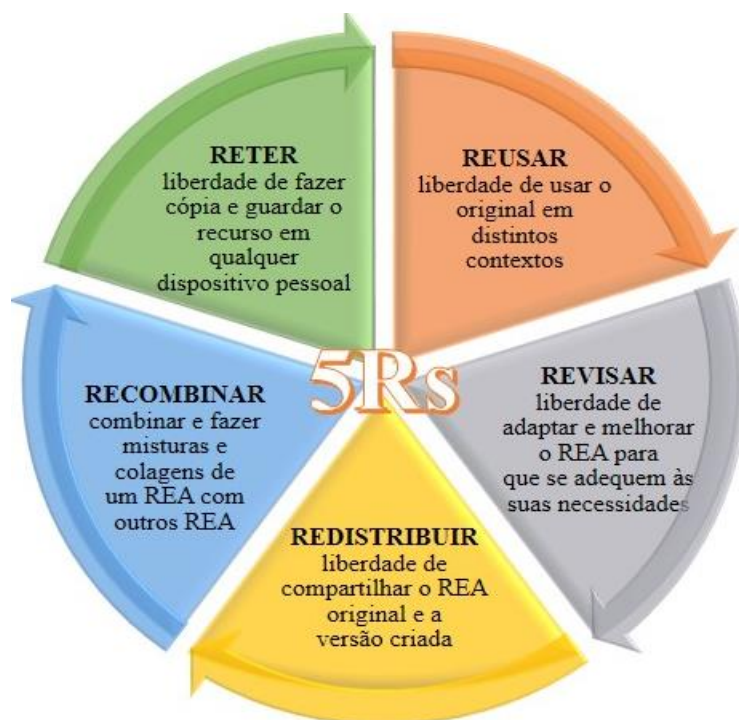 RETER
liberdade de fazer
cópia e guardar o
recurso em
qualquer
dispositivo pessoal
REUSAR
liberdade de usar o
original em
distintos
contextos
5Rs
RECOMBINAR
combinar e fazer
misturas e
colagens de
um REA com
outros REA
REVISAR
liberdade de
adaptar e melhorar
o REA para
que se adequem às
suas necessidades
REDISTRIBUIR
liberdade de
compartilhar o REA
original e a
versão criada